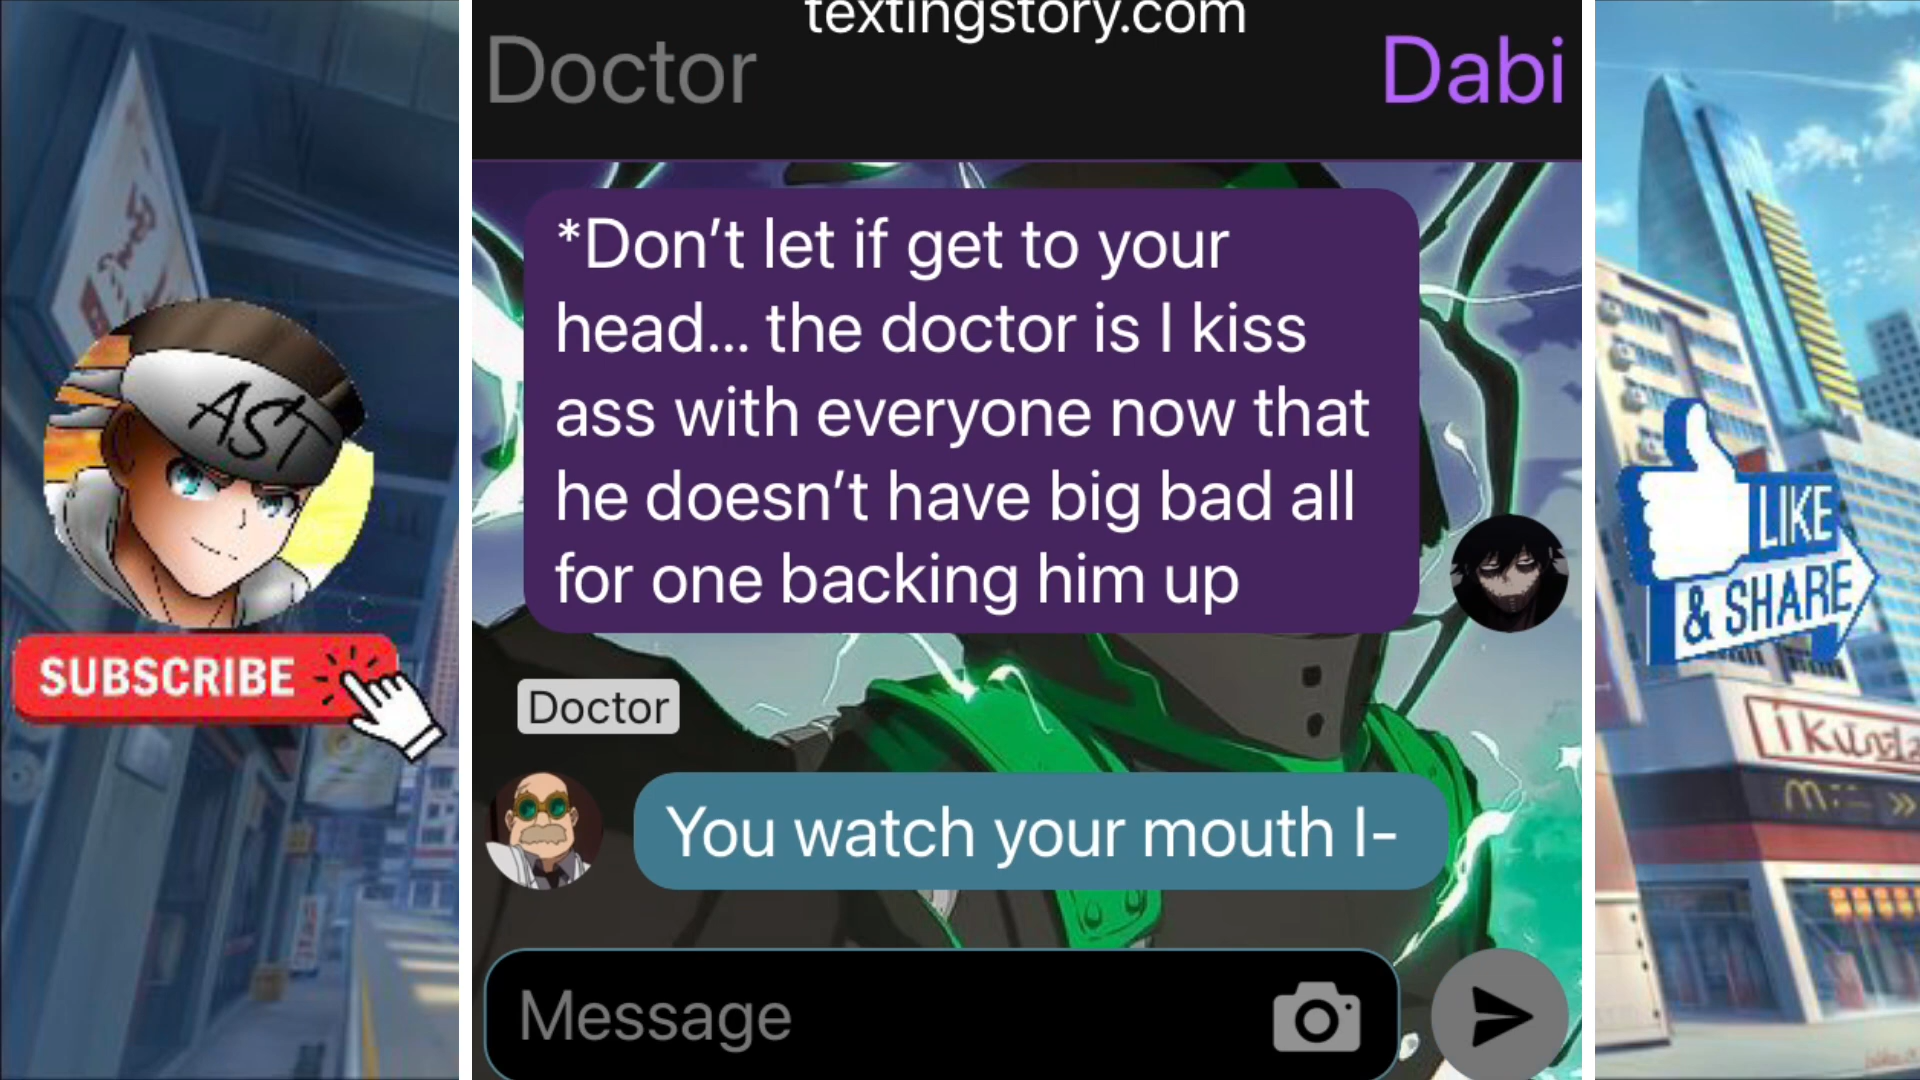 textingstory.com
Doctor
Dabi
*Don’t let if get to your
head... the doctor is I kiss
ass with everyone now that
he doesn’t have big bad all
for one backing him up
Doctor
You watch your mouth I-
Message
AST
SUBSCRIBE
LIKE
& SHARE